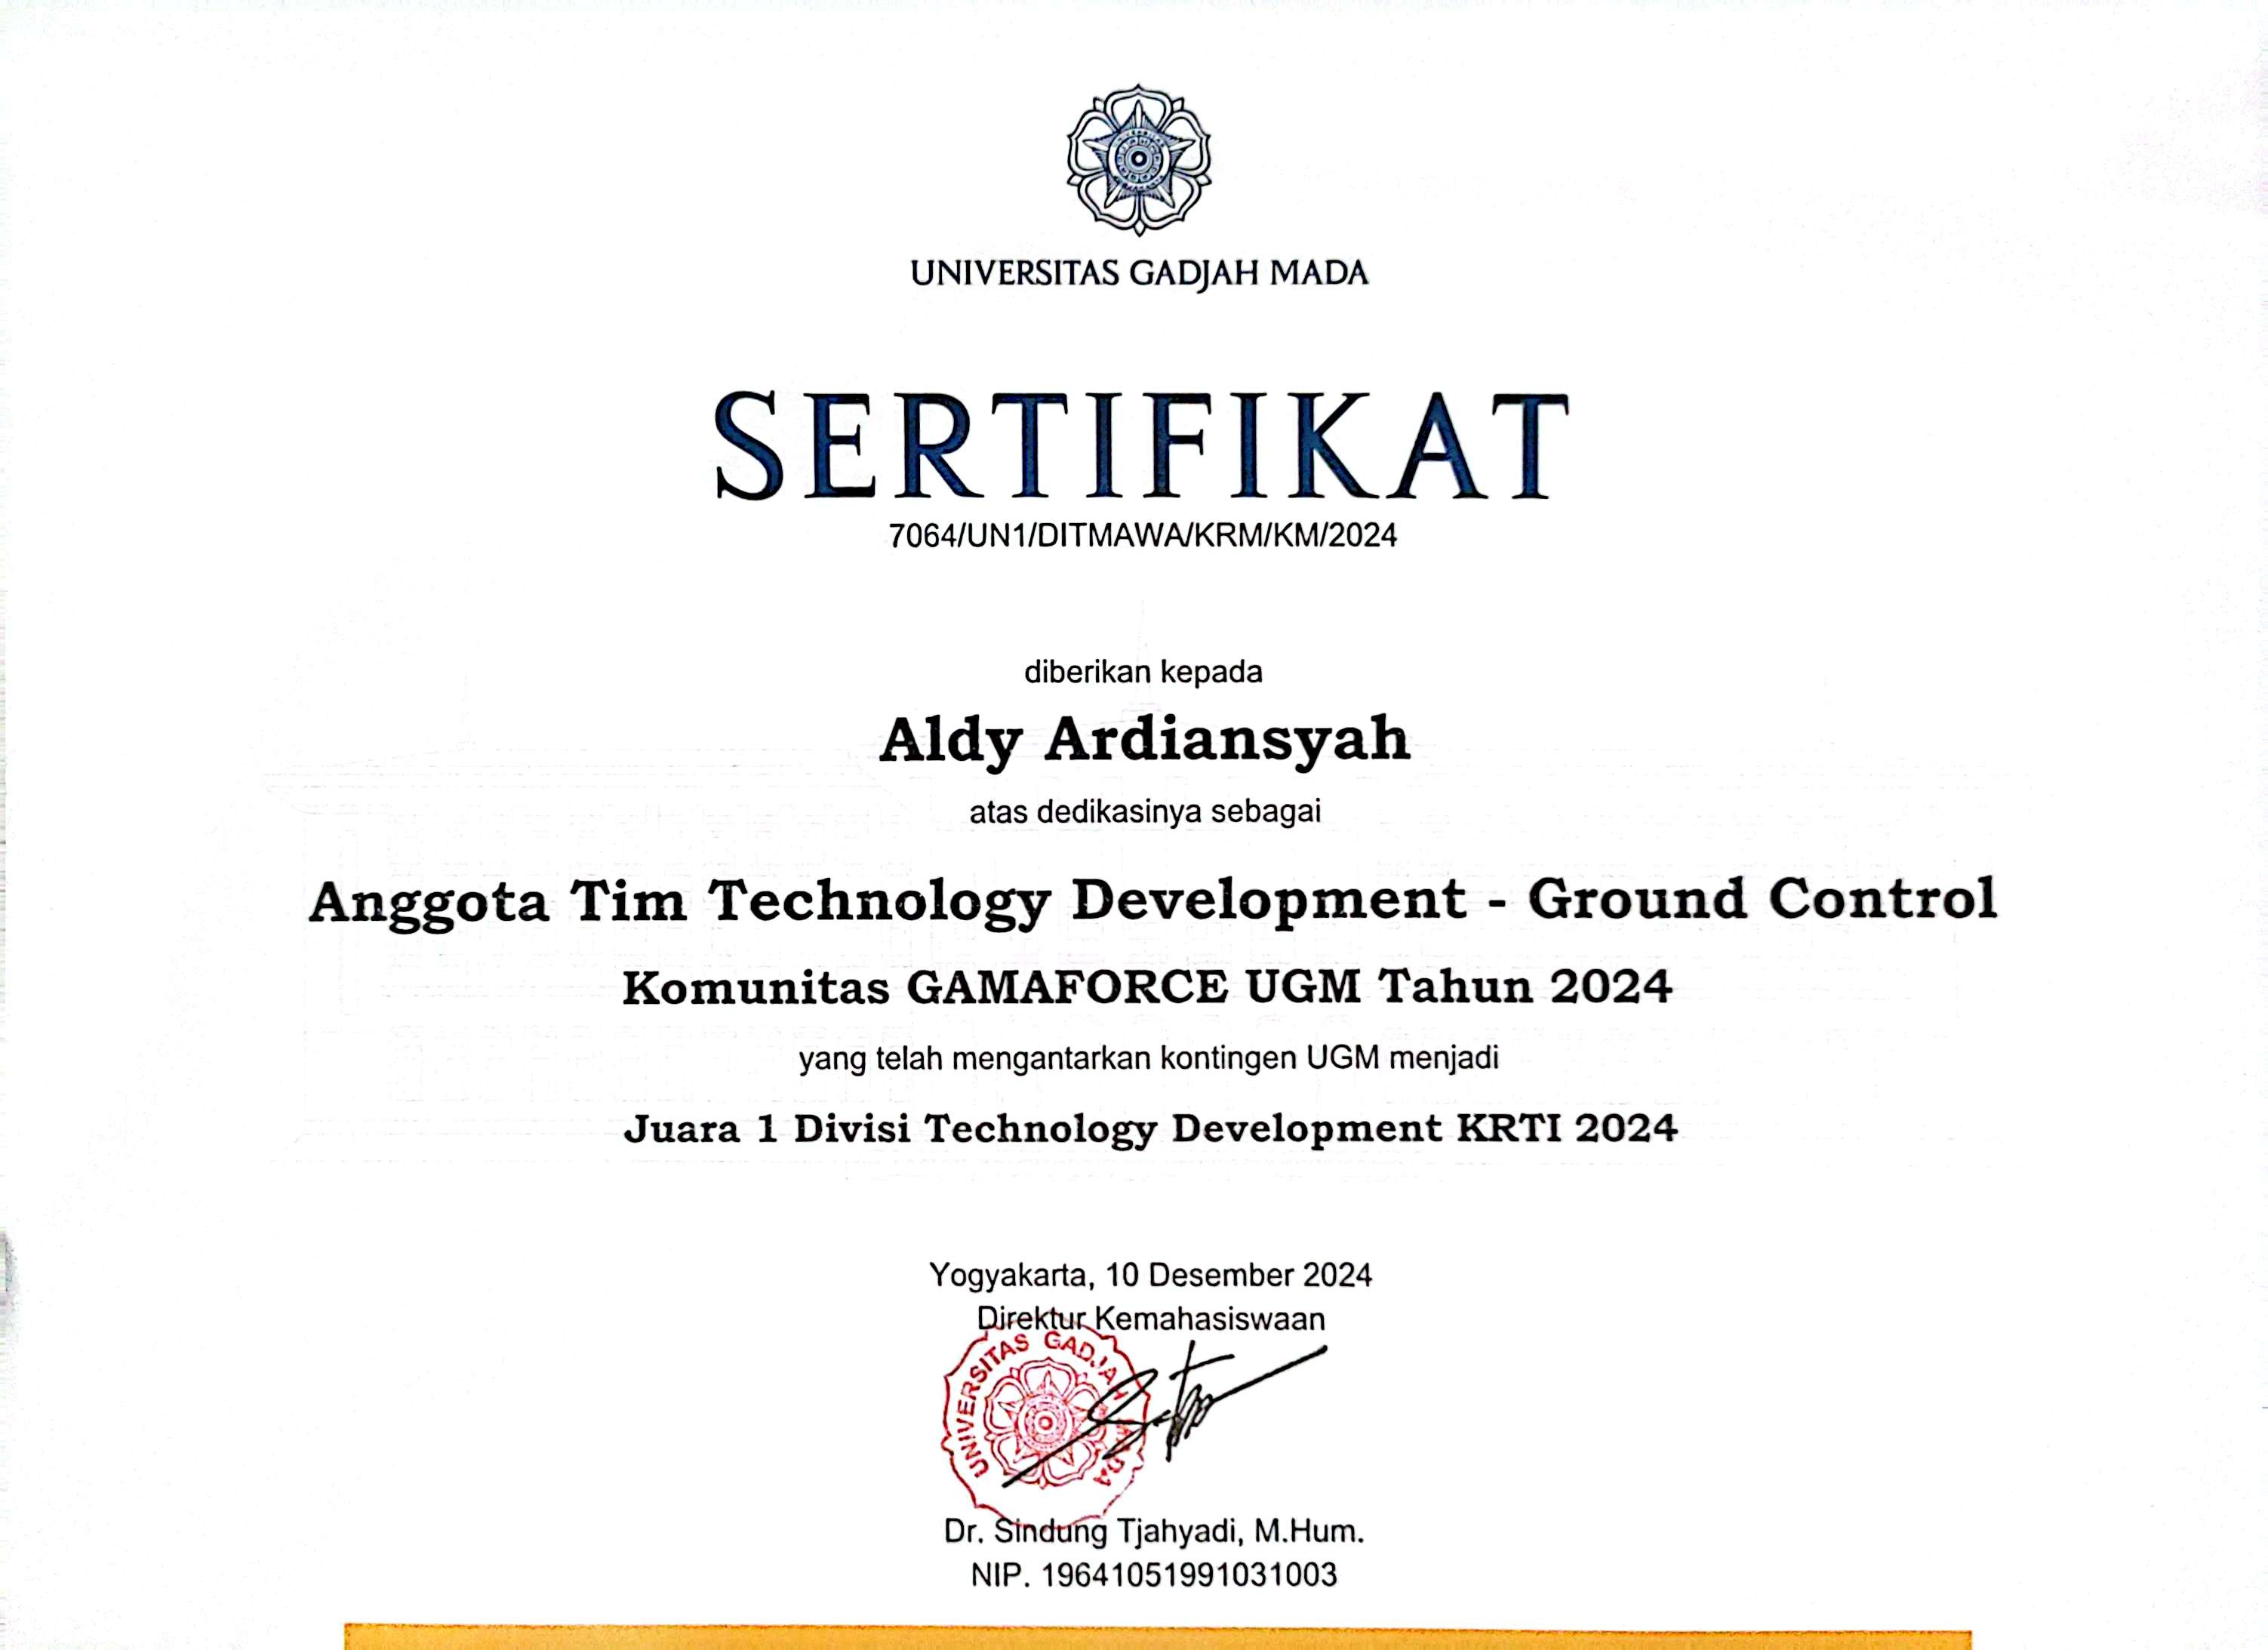 UNIVERSITAS GADJAH MADA
SERTIFIKAT
7064/UN1/DITMAWA/KRM/KM/2024
diberikan kepada
Aldy Ardiansyah
atas dedikasinya sebagai
Anggota Tim Technology Development - Ground Control
Komunitas GAMAFORCE UGM Tahun 2024
yang telah mengantarkan kontingen UGM menjadi
Juara 1 Divisi Technology Development KRTI 2024
Yogyakarta, 10 Desember 2024
Direktur Kemahasiswaan
UNIVERSITAS GADJAH MADA
Dr. Sindung Tjahyadi, M.Hum.
NIP. 19641051991031003